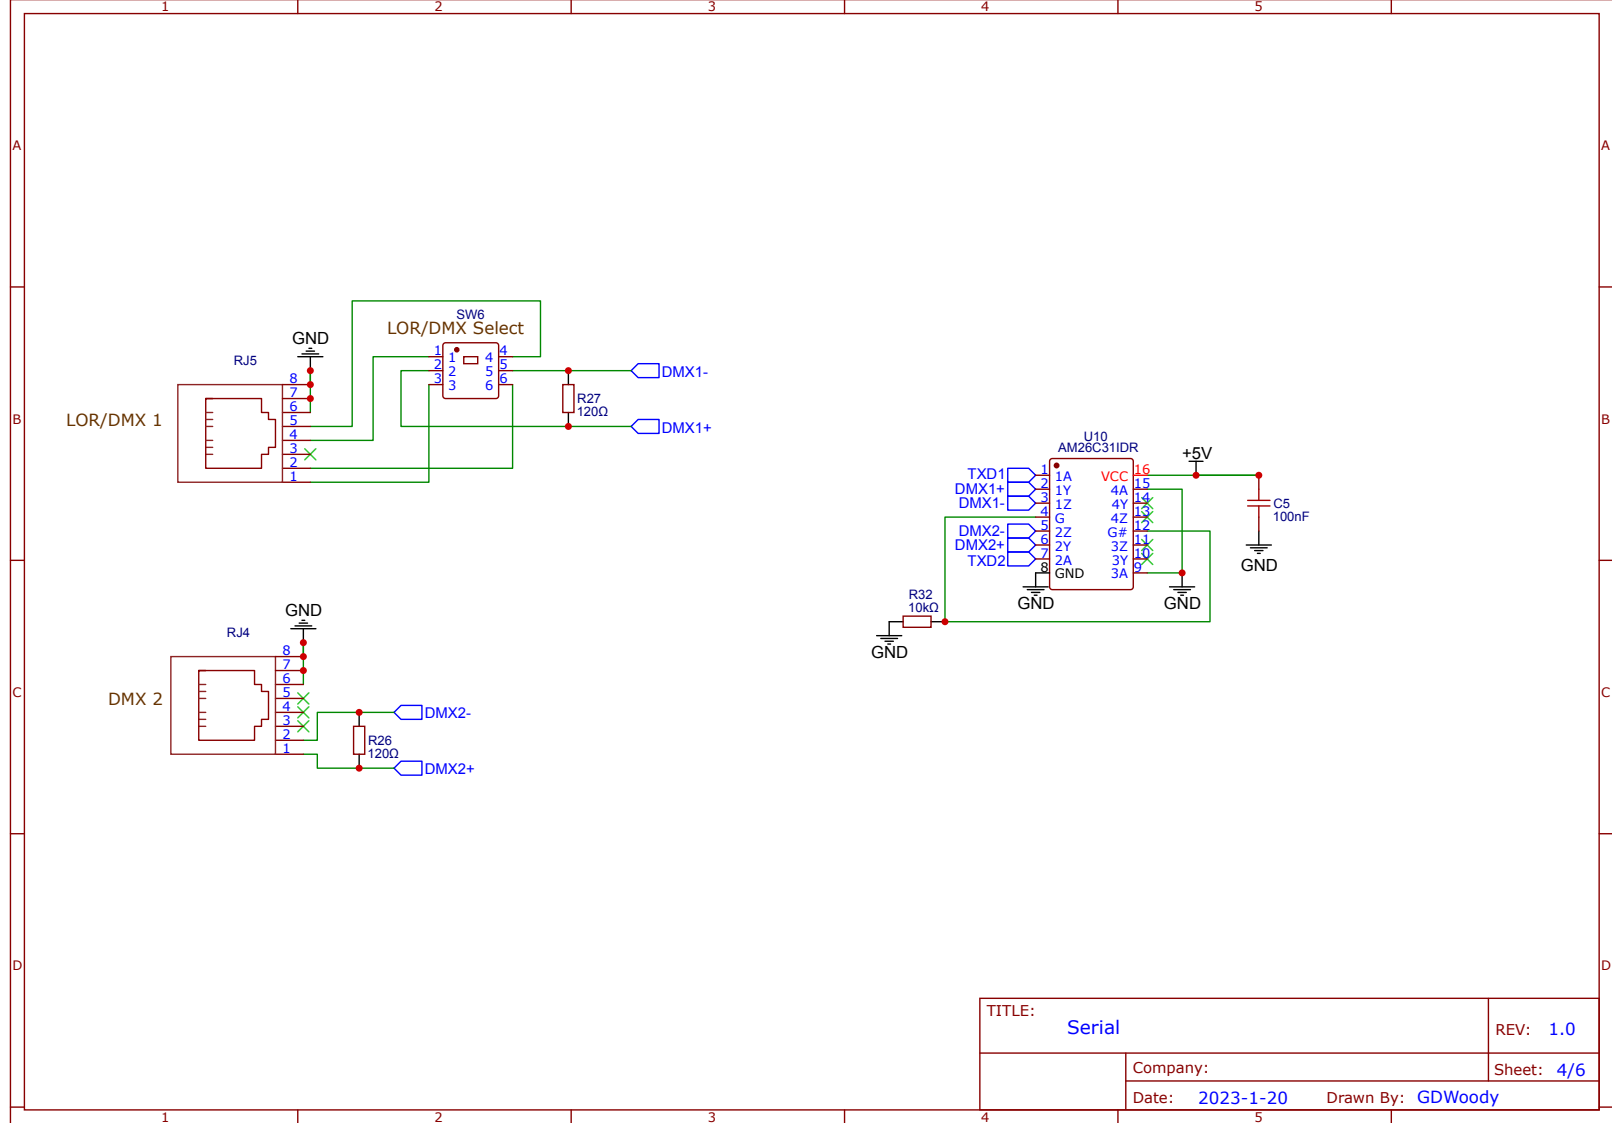 1 2 3 4 5
A A
B B
C C
D D
GND
RJ5
LOR/DMX 1
8
7
6
5
4
3
2
1
SW6
LOR/DMX Select
1 1 4 4
2 2 5 5
3 3 6 6
R27
120Ω
DMX1-
DMX1+
GND
RJ4
DMX 2
8
7
6
5
4
3
2
1
R26
120Ω
DMX2-
DMX2+
U10
AM26C31IDR
TXD1 1 1A VCC 16
DMX1+ 2 1Y 4A 15
DMX1- 3 1Z 4Y 14
4 G 4Z 13
DMX2- 5 2Z G# 12
DMX2+ 6 2Y 3Z 11
TXD2 7 2A 3Y 10
8 GND 3A 9
GND
GND
+5V
C5
100nF
GND
R32
10kΩ
GND
TITLE:
Serial
REV: 1.0
Company:
Sheet: 4/6
Date: 2023-1-20 Drawn By: GDWoody
1 2 3 4 5